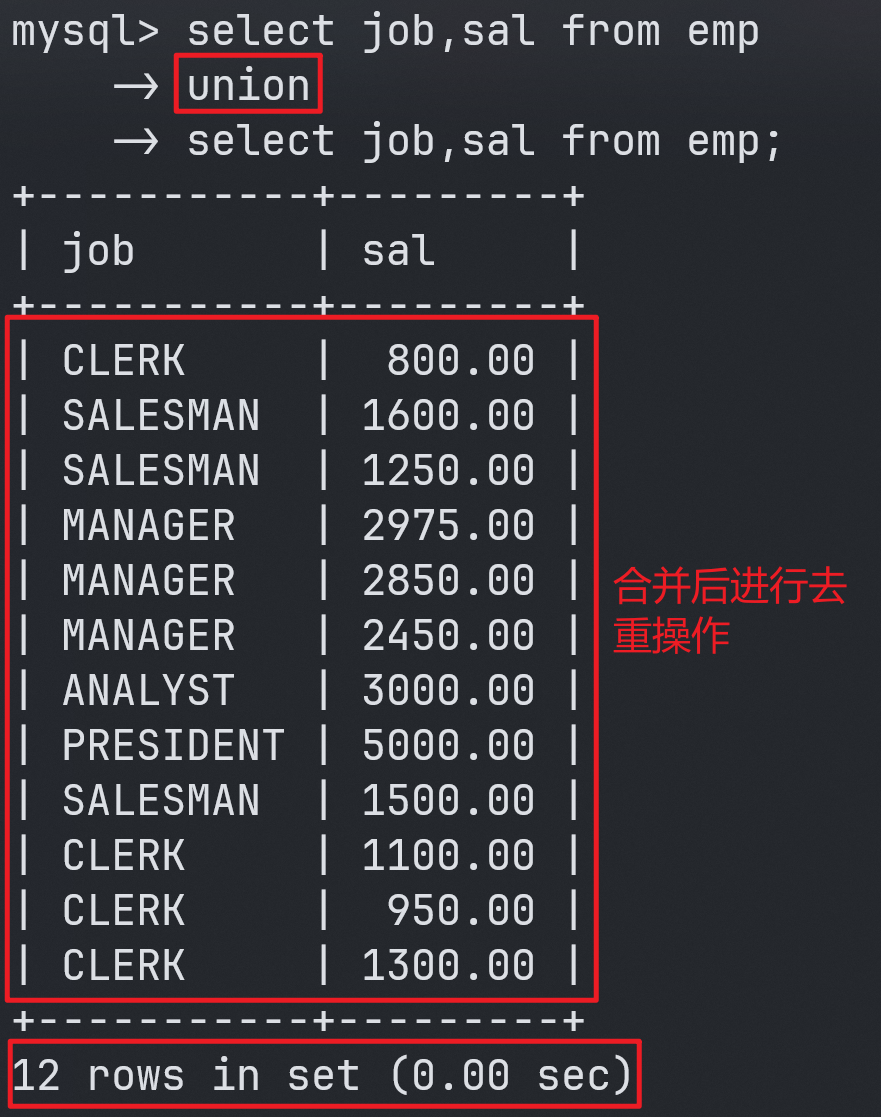 mysql> select job,sal from emp
    -> union
    -> select job,sal from emp;
+-----------+---------+
| job       | sal     |
+-----------+---------+
| CLERK     |  800.00 |
| SALESMAN  | 1600.00 |
| SALESMAN  | 1250.00 |
| MANAGER   | 2975.00 |
| MANAGER   | 2850.00 |
| MANAGER   | 2450.00 |
| ANALYST   | 3000.00 |
| PRESIDENT | 5000.00 |
| SALESMAN  | 1500.00 |
| CLERK     | 1100.00 |
| CLERK     |  950.00 |
| CLERK     | 1300.00 |
+-----------+---------+
12 rows in set (0.00 sec)
合并后进行去
重操作